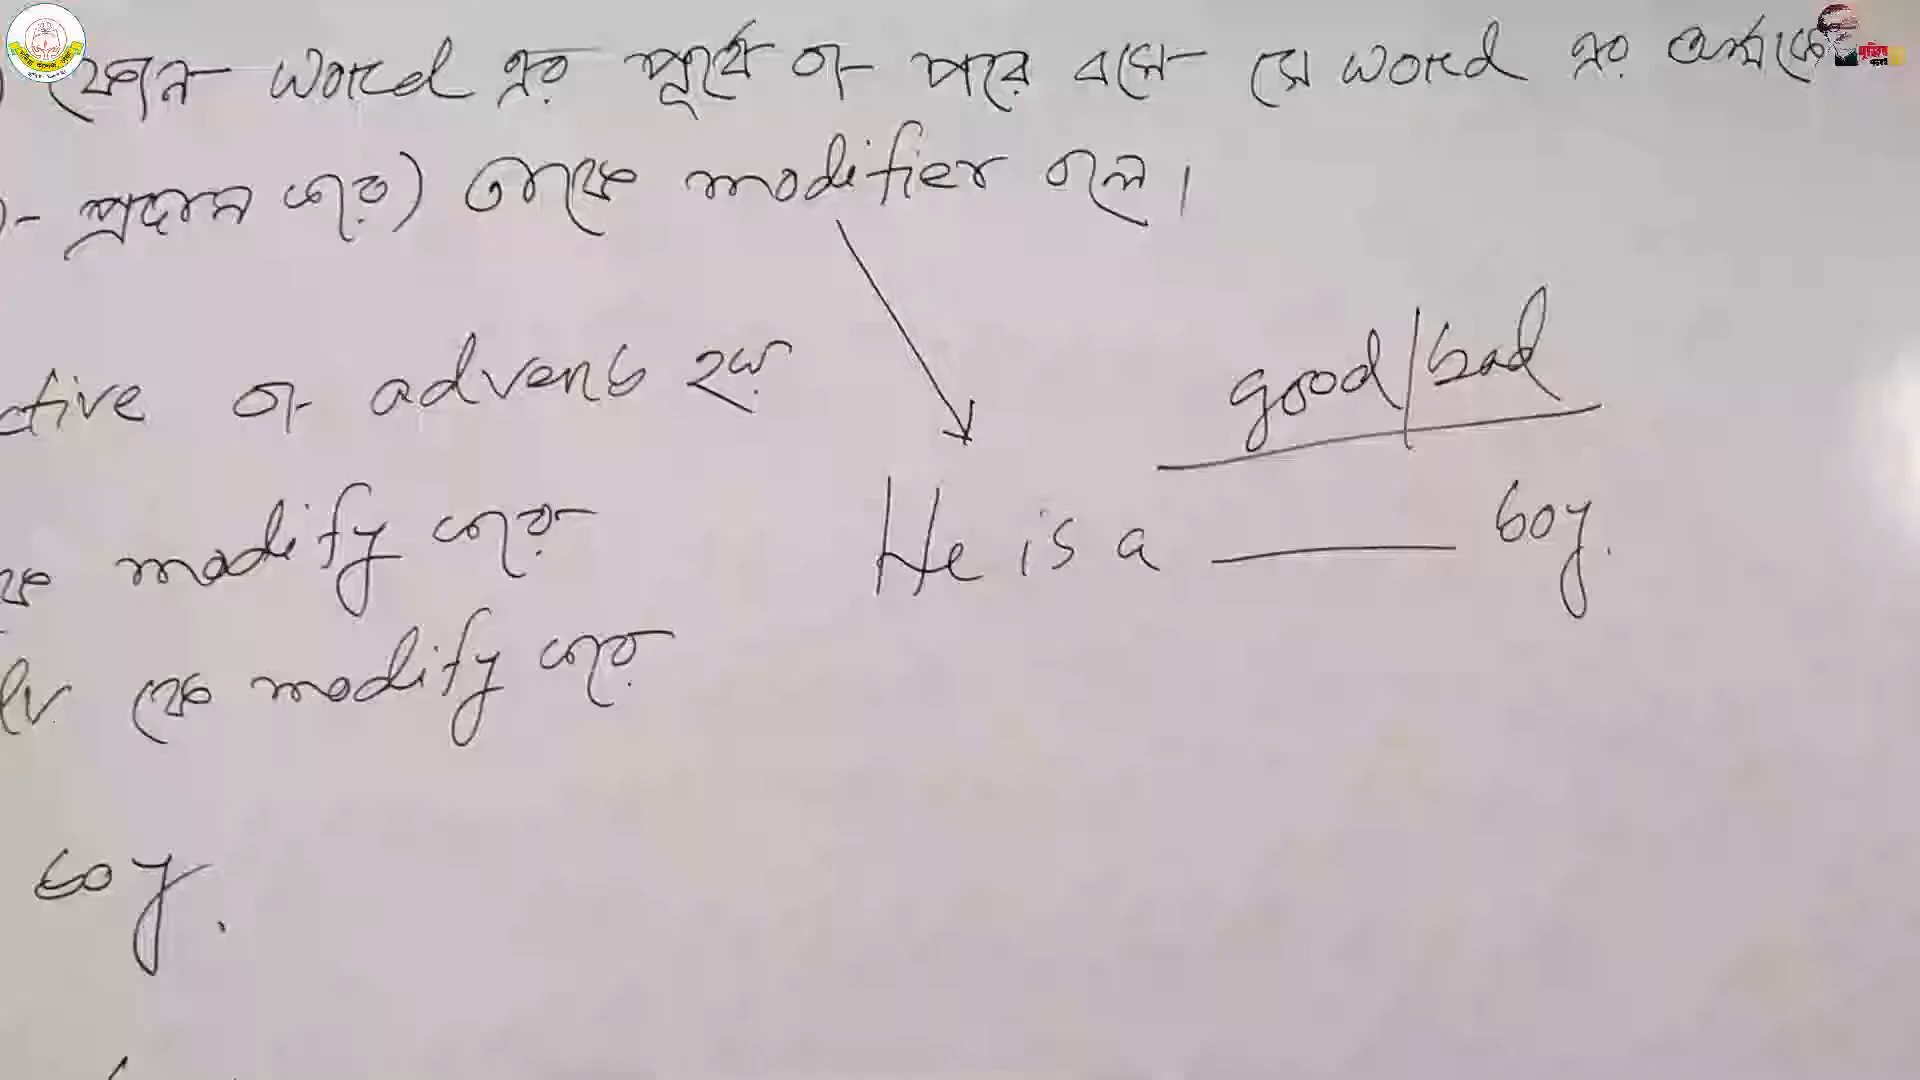 কোন word এর পূর্বে বা পরে বসে সে word এর অর্থকে
প্রদান করে) তাকে modifier বলে।
ctive বা adverb হয়
good/bad
কে modify করে
He is a ______ boy.
dv কে modify করে
boy.